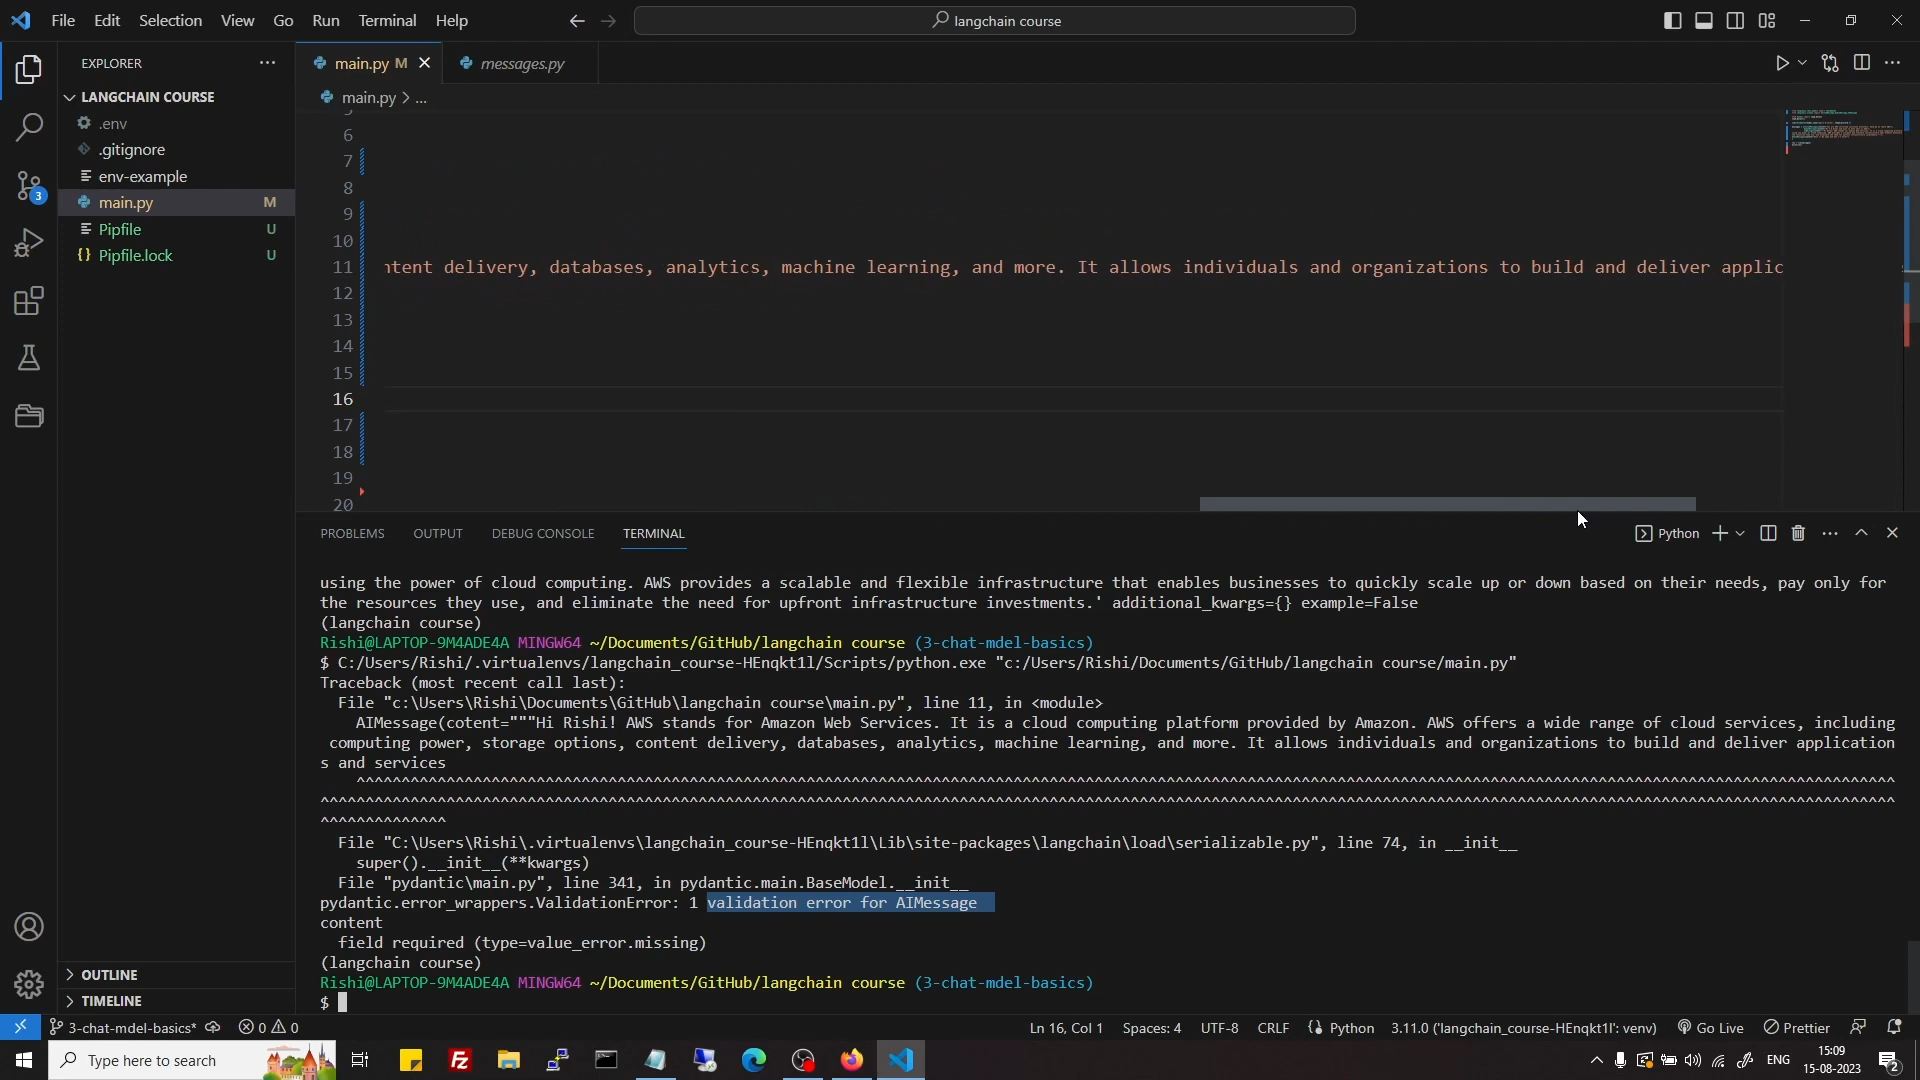 File Edit Selection View Go Run Terminal Help
langchain course
EXPLORER
LANGCHAIN COURSE
.env
.gitignore
env-example
main.py M
Pipfile U
Pipfile.lock U
OUTLINE
TIMELINE
3
main.py M
messages.py
main.py > ...
6
7
8
9
10
11 ntent delivery, databases, analytics, machine learning, and more. It allows individuals and organizations to build and deliver applic
12
13
14
15
16
17
18
19
20
PROBLEMS OUTPUT DEBUG CONSOLE TERMINAL
Python
using the power of cloud computing. AWS provides a scalable and flexible infrastructure that enables businesses to quickly scale up or down based on their needs, pay only for
the resources they use, and eliminate the need for upfront infrastructure investments.' additional_kwargs={} example=False
(langchain course)
Rishi@LAPTOP-9M4ADE4A MINGW64 ~/Documents/GitHub/langchain course (3-chat-mdel-basics)
$ C:/Users/Rishi/.virtualenvs/langchain_course-HEnqkt1l/Scripts/python.exe "c:/Users/Rishi/Documents/GitHub/langchain course/main.py"
Traceback (most recent call last):
File "c:\Users\Rishi\Documents\GitHub\langchain course\main.py", line 11, in <module>
AIMessage(cotent="""Hi Rishi! AWS stands for Amazon Web Services. It is a cloud computing platform provided by Amazon. AWS offers a wide range of cloud services, including
computing power, storage options, content delivery, databases, analytics, machine learning, and more. It allows individuals and organizations to build and deliver application
s and services
File "C:\Users\Rishi\.virtualenvs\langchain_course-HEnqkt1l\Lib\site-packages\langchain\load\serializable.py", line 74, in __init__
super().__init__(**kwargs)
File "pydantic\main.py", line 341, in pydantic.main.BaseModel.__init__
pydantic.error_wrappers.ValidationError: 1 validation error for AIMessage
content
field required (type=value_error.missing)
(langchain course)
Rishi@LAPTOP-9M4ADE4A MINGW64 ~/Documents/GitHub/langchain course (3-chat-mdel-basics)
$
3-chat-mdel-basics* 0 0 Ln 16, Col 1 Spaces: 4 UTF-8 CRLF Python 3.11.0 ('langchain_course-HEnqkt1l': venv) Go Live Prettier
Type here to search
ENG
15:09
15-08-2023
2